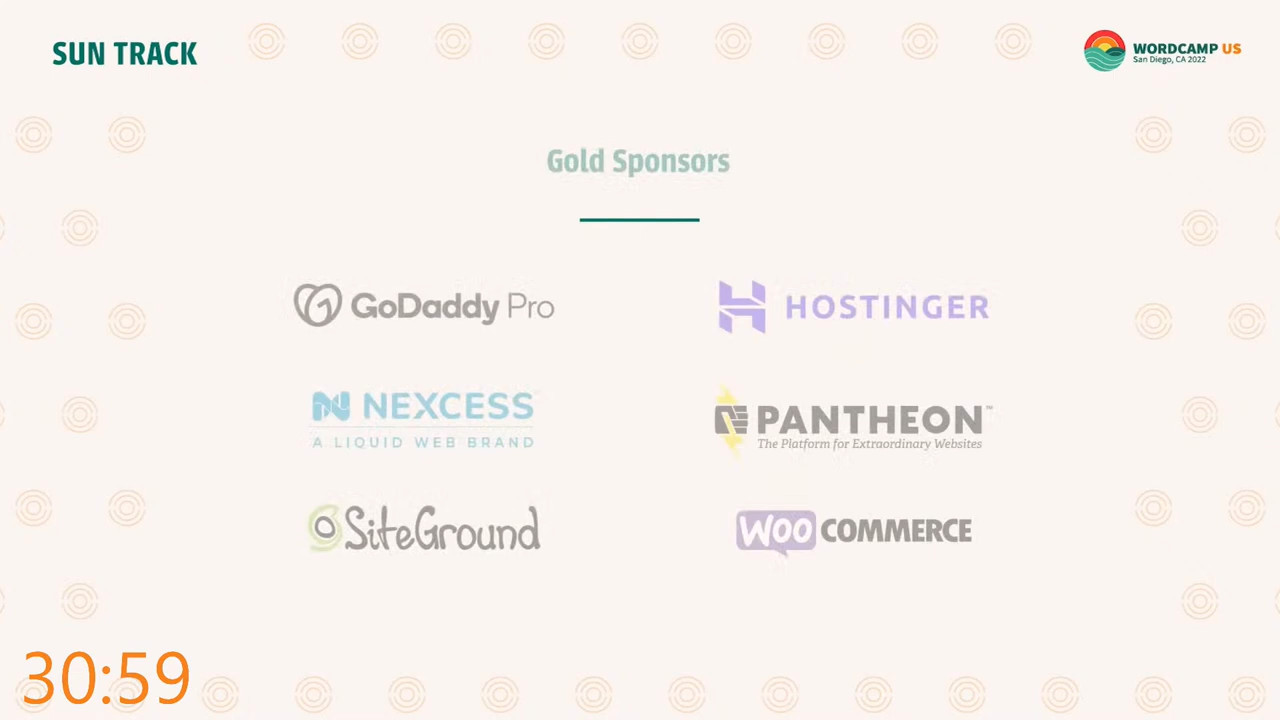 SUN TRACK
WORDCAMP US
San Diego, CA 2022
Gold Sponsors
GoDaddy Pro
HOSTINGER
NEXCESS
A LIQUID WEB BRAND
PANTHEON™
The Platform for Extraordinary Websites
SiteGround
WOO COMMERCE
30:59